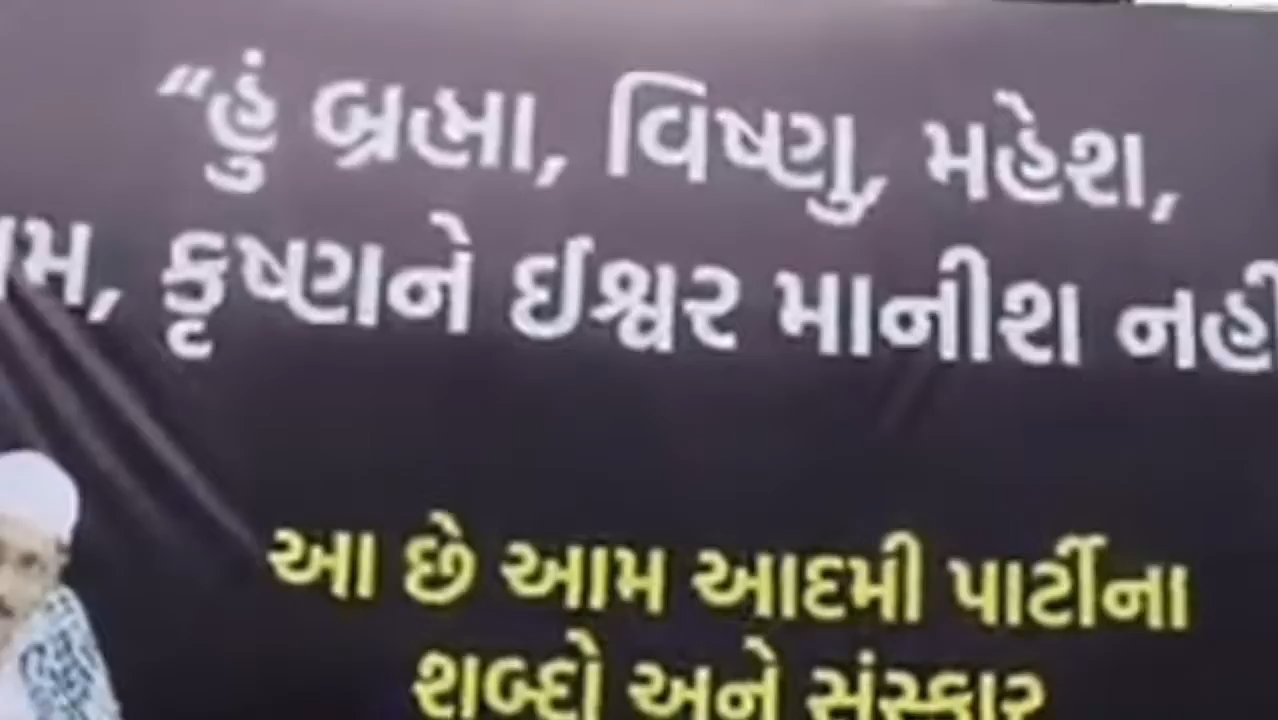 “હું બ્રહ્મા, વિષ્ણુ, મહેશ,
કૃષ્ણને ઈશ્વર માનીશ નહીં
આ છે આમ આદમી પાર્ટીના
શબ્દો અને સંસ્કાર